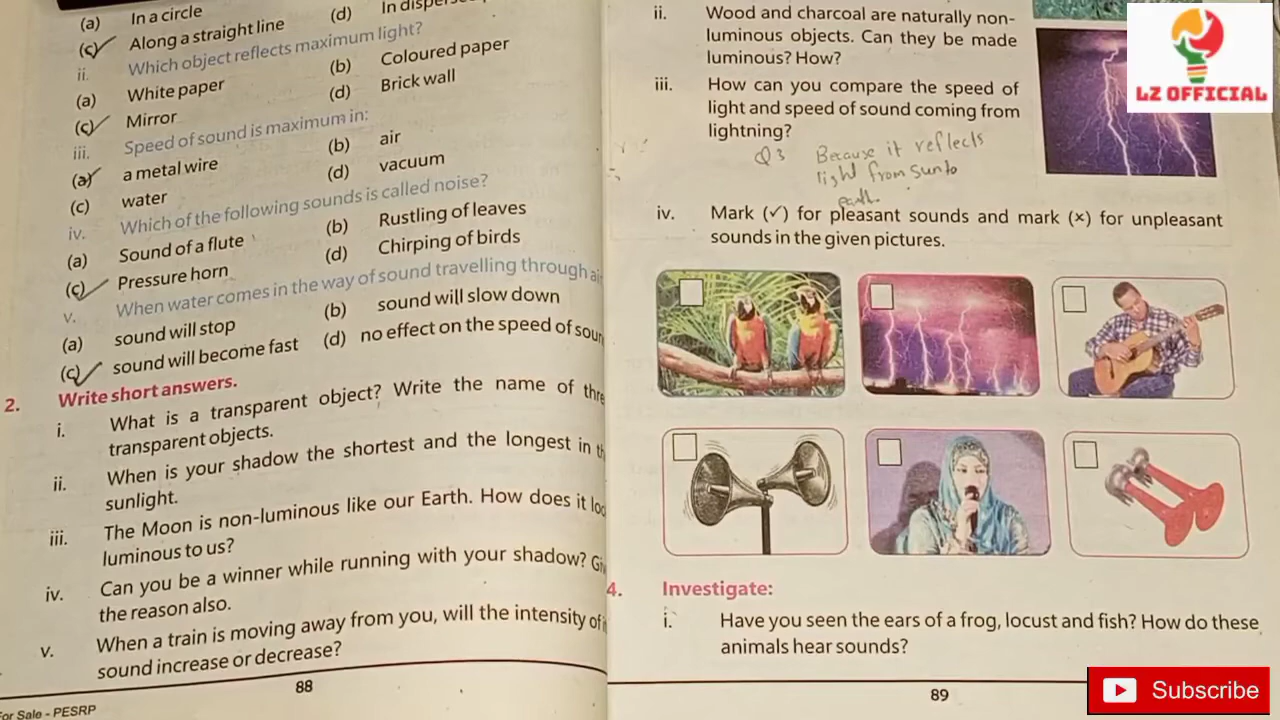 (a) In a circle (d)
(c) Along a straight line
ii. Which object reflects maximum light?
(a) White paper (b) Coloured paper
(c) Mirror (d) Brick wall
iii. Speed of sound is maximum in:
(a) a metal wire (b) air
(c) water (d) vacuum
iv. Which of the following sounds is called noise?
(a) Sound of a flute (b) Rustling of leaves
(c) Pressure horn (d) Chirping of birds
v. When water comes in the way of sound travelling through
(a) sound will stop (b) sound will slow down
(c) sound will become fast (d) no effect on the speed of
2. Write short answers.
i. What is a transparent object? Write the name of
transparent objects.
ii. When is your shadow the shortest and the longest in
sunlight.
iii. The Moon is non-luminous like our Earth. How does it
luminous to us?
iv. Can you be a winner while running with your shadow?
the reason also.
v. When a train is moving away from you, will the intensity of
sound increase or decrease?
88
For Sale - PESRP
ii. Wood and charcoal are naturally non-
luminous objects. Can they be made
luminous? How?
iii. How can you compare the speed of
light and speed of sound coming from
lightning?
Q3 Because it reflects
light from sun to
earth.
iv. Mark (✓) for pleasant sounds and mark (×) for unpleasant
sounds in the given pictures.
4. Investigate:
i. Have you seen the ears of a frog, locust and fish? How do these
animals hear sounds?
89
LZ OFFICIAL
Subscribe